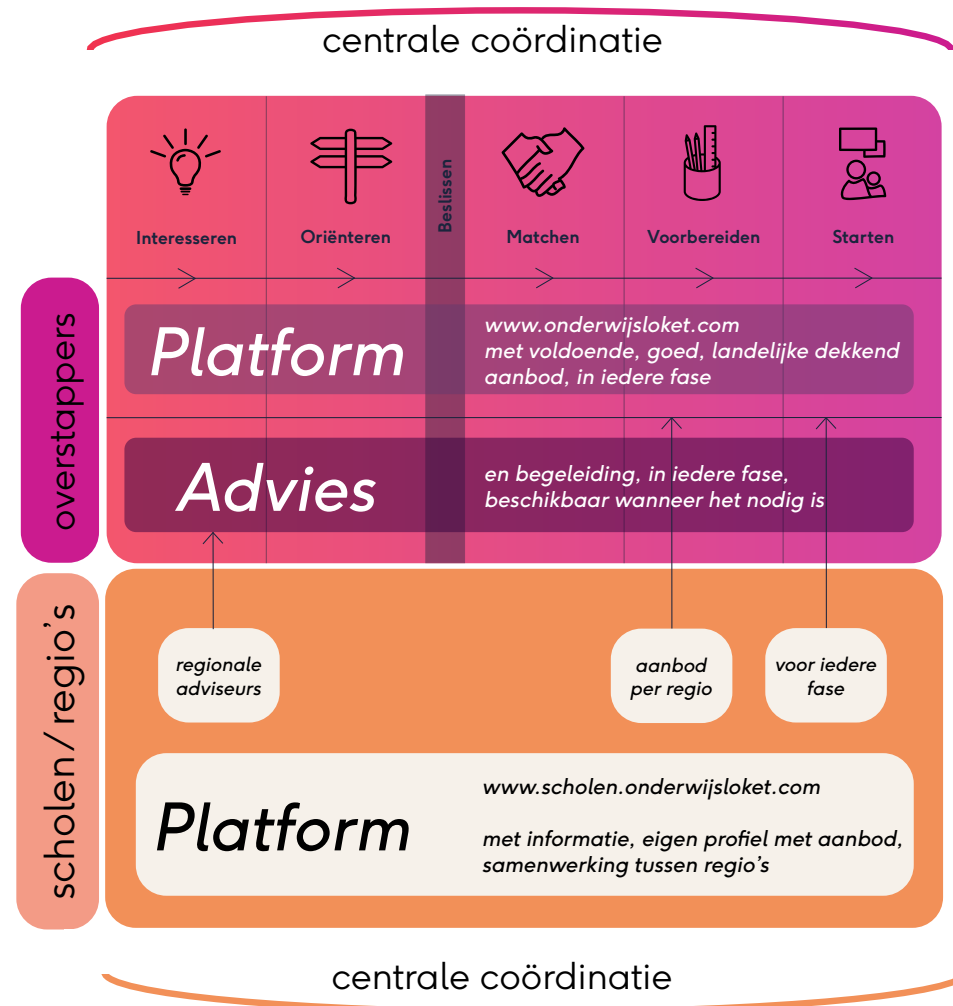 centrale coördinatie
Interesseren
Oriënteren
Beslissen
Matchen
Voorbereiden
Starten
overstappers
Platform
www.onderwijsloket.com
met voldoende, goed, landelijke dekkend
aanbod, in iedere fase
Advies
en begeleiding, in iedere fase,
beschikbaar wanneer het nodig is
scholen/regio's
regionale
adviseurs
aanbod
per regio
voor iedere
fase
Platform
www.scholen.onderwijsloket.com
met informatie, eigen profiel met aanbod,
samenwerking tussen regio's
centrale coördinatie